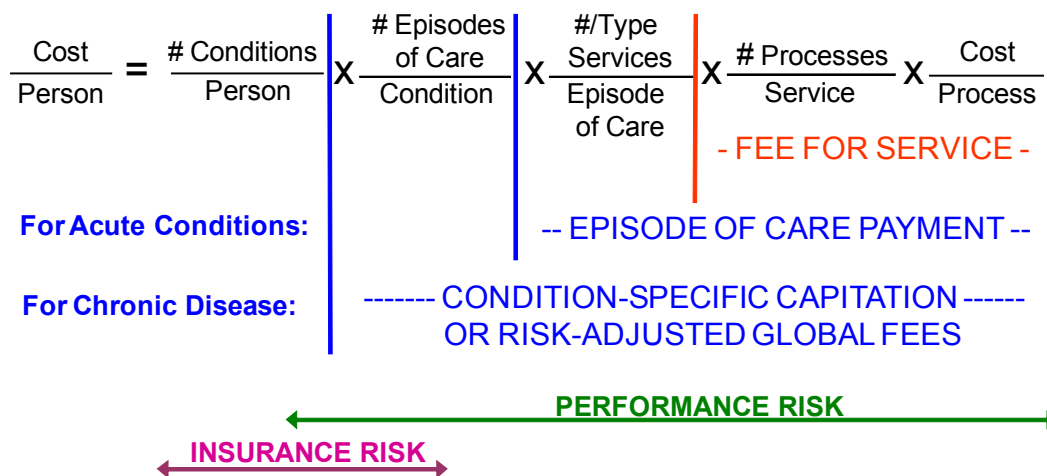 Cost
Person
=
# Conditions
Person
X
# Episodes
of Care
Condition
X
#/Type
Services
Episode
of Care
X
# Processes
Service
X
Cost
Process
- FEE FOR SERVICE -
For Acute Conditions:
-- EPISODE OF CARE PAYMENT --
For Chronic Disease:
------- CONDITION-SPECIFIC CAPITATION ------
OR RISK-ADJUSTED GLOBAL FEES
PERFORMANCE RISK
INSURANCE RISK